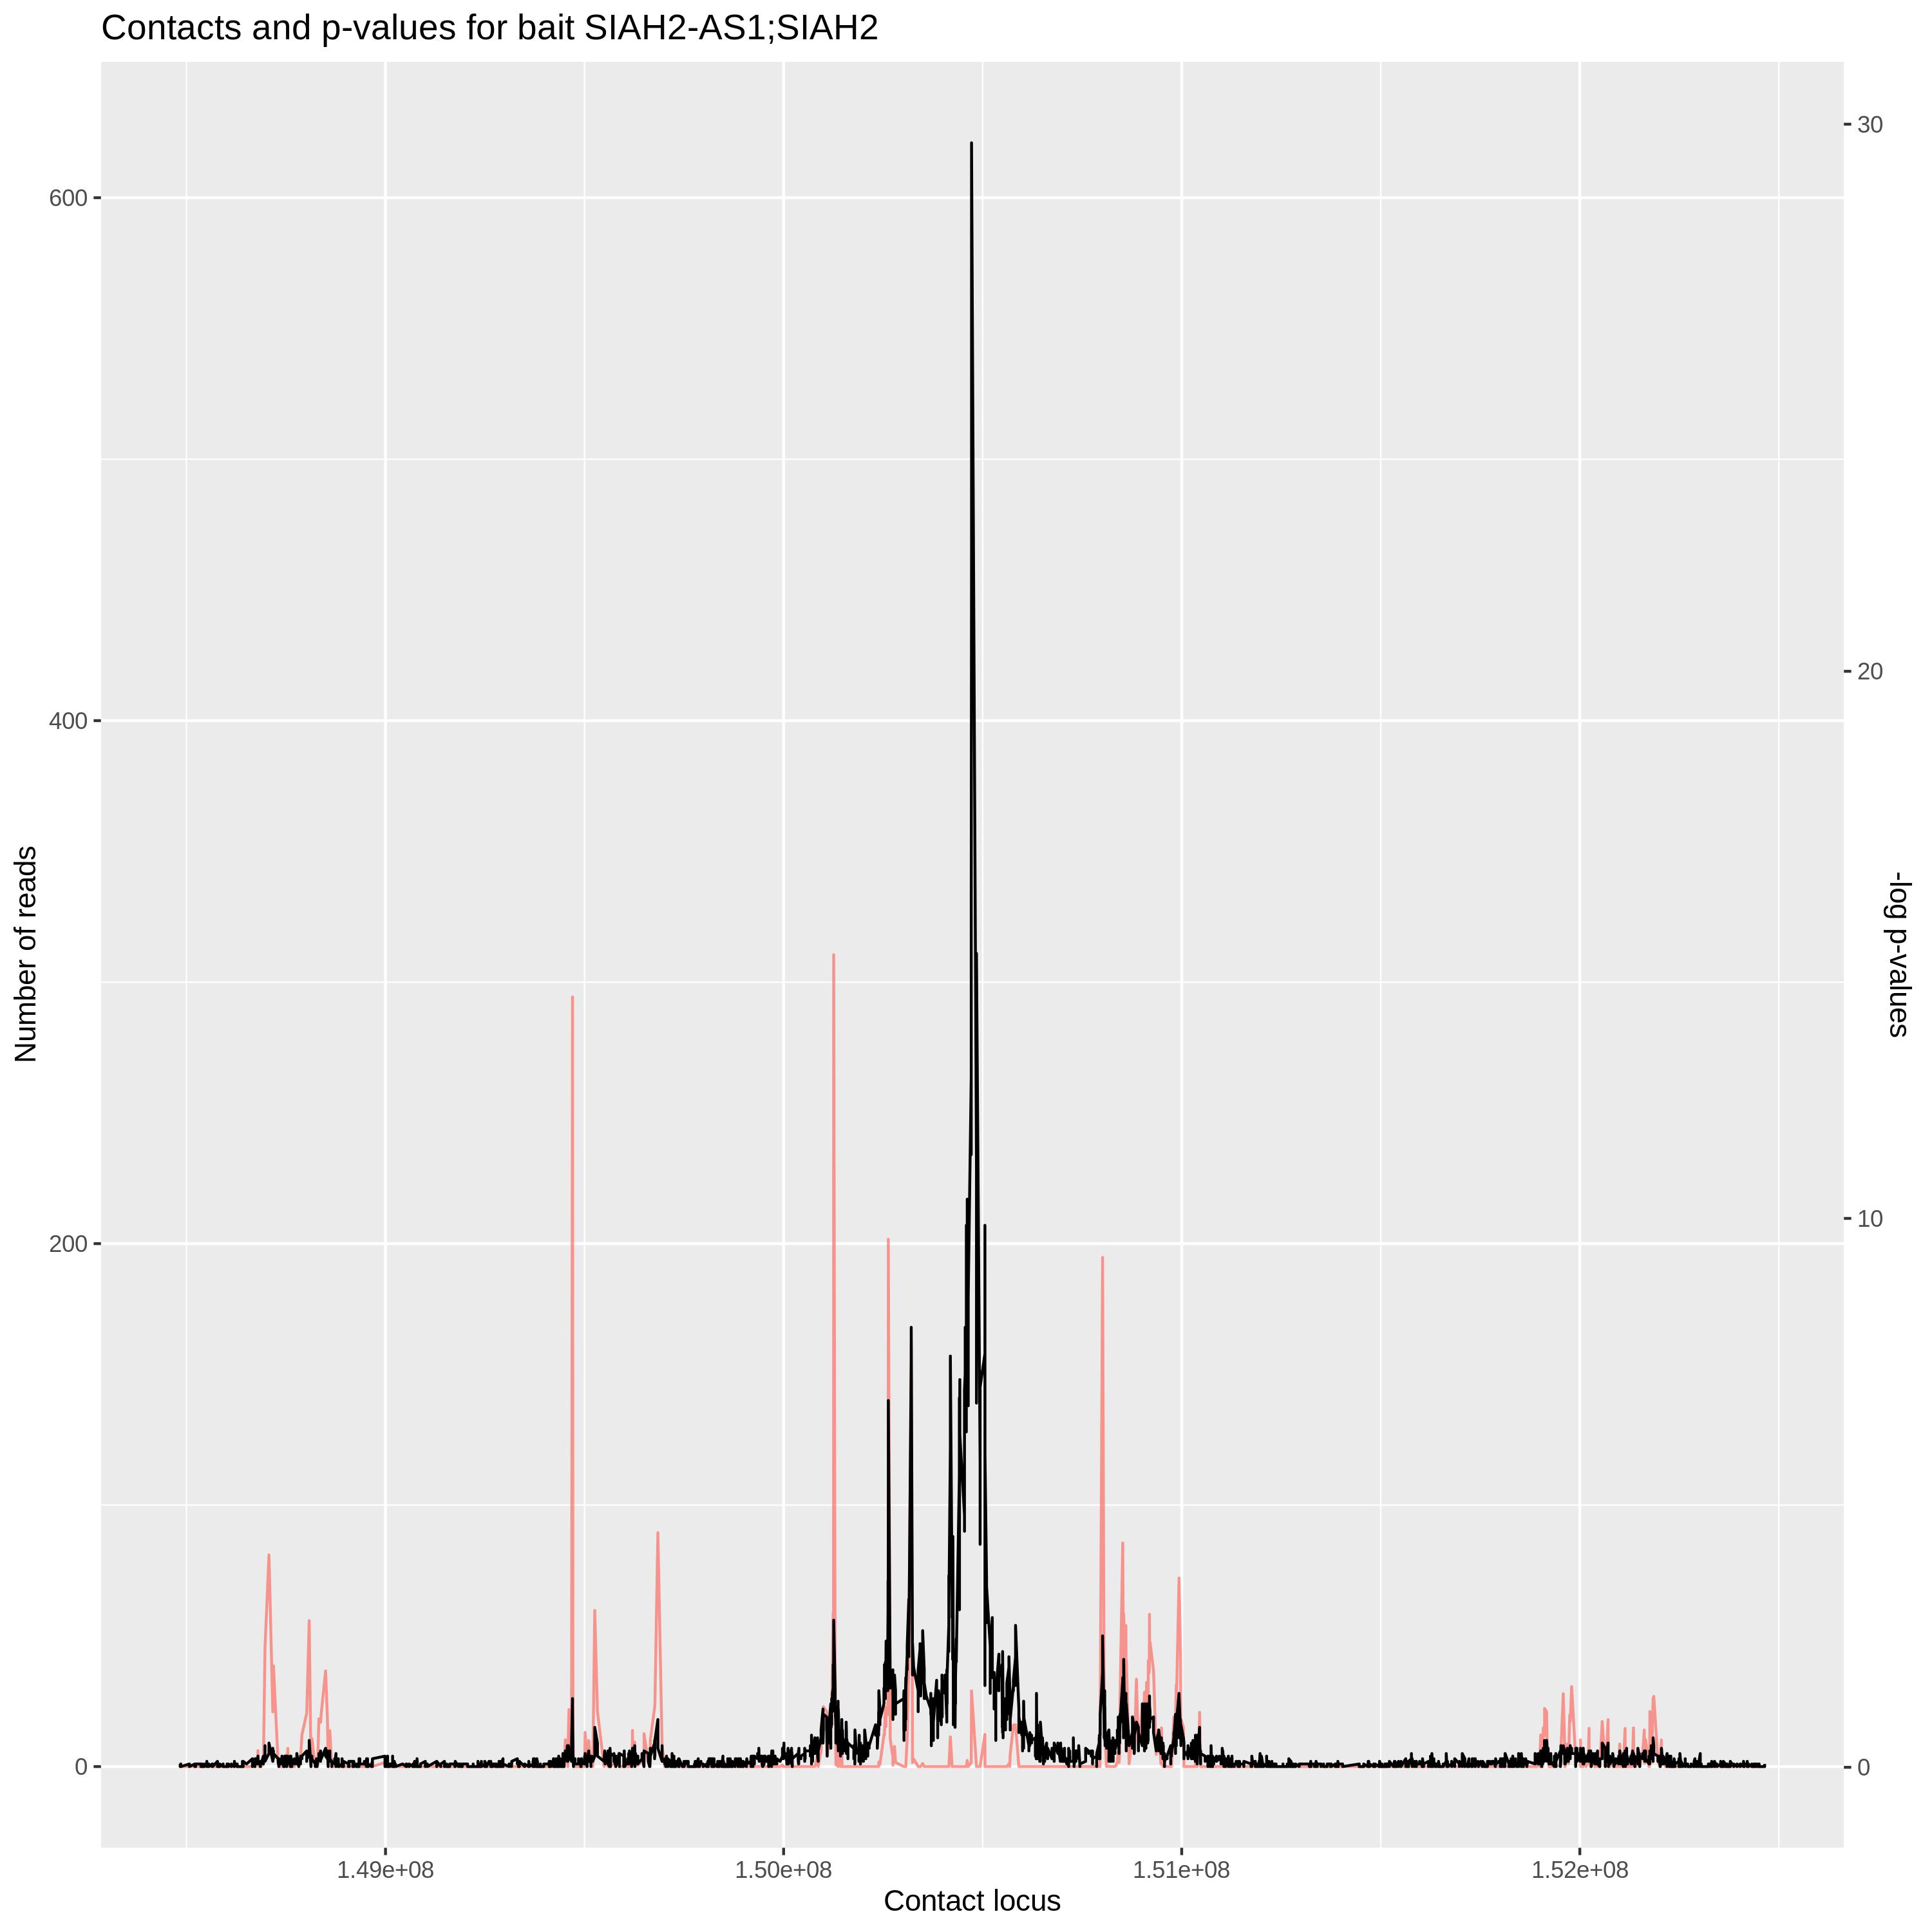 Contacts and p-values for bait SIAH2-AS1;SIAH2
600
400
200
0
Number of reads
30
20
10
0
-log p-values
1.49e+08
1.50e+08
1.51e+08
1.52e+08
Contact locus